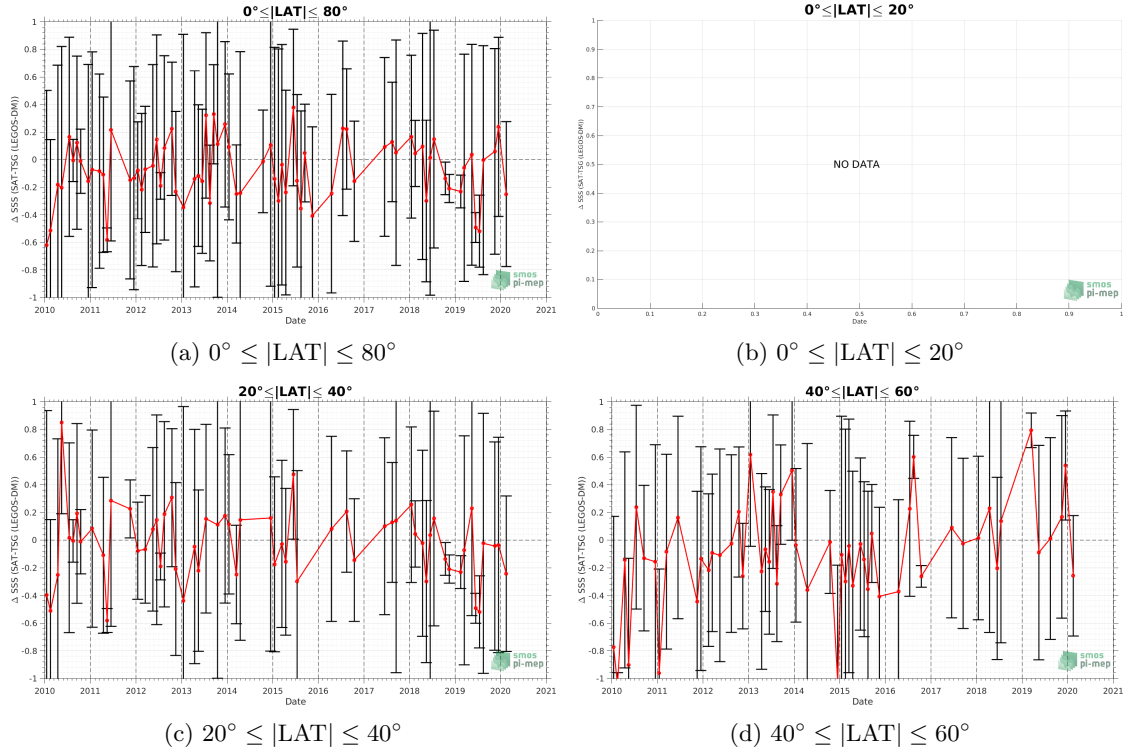 0°≤|LAT|≤ 80°
Δ SSS (SAT-TSG (LEGOS-DM))
1
0.8
0.6
0.4
0.2
0
-0.2
-0.4
-0.6
-0.8
-1
2010 2011 2012 2013 2014 2015 2016 2017 2018 2019 2020 2021
Date
smos
pi-mep
(a) 0° ≤ |LAT| ≤ 80°
0°≤|LAT|≤ 20°
Δ SSS (SAT-TSG (LEGOS-DM))
1
0.9
0.8
0.7
0.6
0.5
0.4
0.3
0.2
0.1
0
NO DATA
0 0.1 0.2 0.3 0.4 0.5 0.6 0.7 0.8 0.9 1
Date
smos
pi-mep
(b) 0° ≤ |LAT| ≤ 20°
20°≤|LAT|≤ 40°
Δ SSS (SAT-TSG (LEGOS-DM))
1
0.8
0.6
0.4
0.2
0
-0.2
-0.4
-0.6
-0.8
-1
2010 2011 2012 2013 2014 2015 2016 2017 2018 2019 2020 2021
Date
smos
pi-mep
(c) 20° ≤ |LAT| ≤ 40°
40°≤|LAT|≤ 60°
Δ SSS (SAT-TSG (LEGOS-DM))
1
0.8
0.6
0.4
0.2
0
-0.2
-0.4
-0.6
-0.8
-1
2010 2011 2012 2013 2014 2015 2016 2017 2018 2019 2020 2021
Date
smos
pi-mep
(d) 40° ≤ |LAT| ≤ 60°